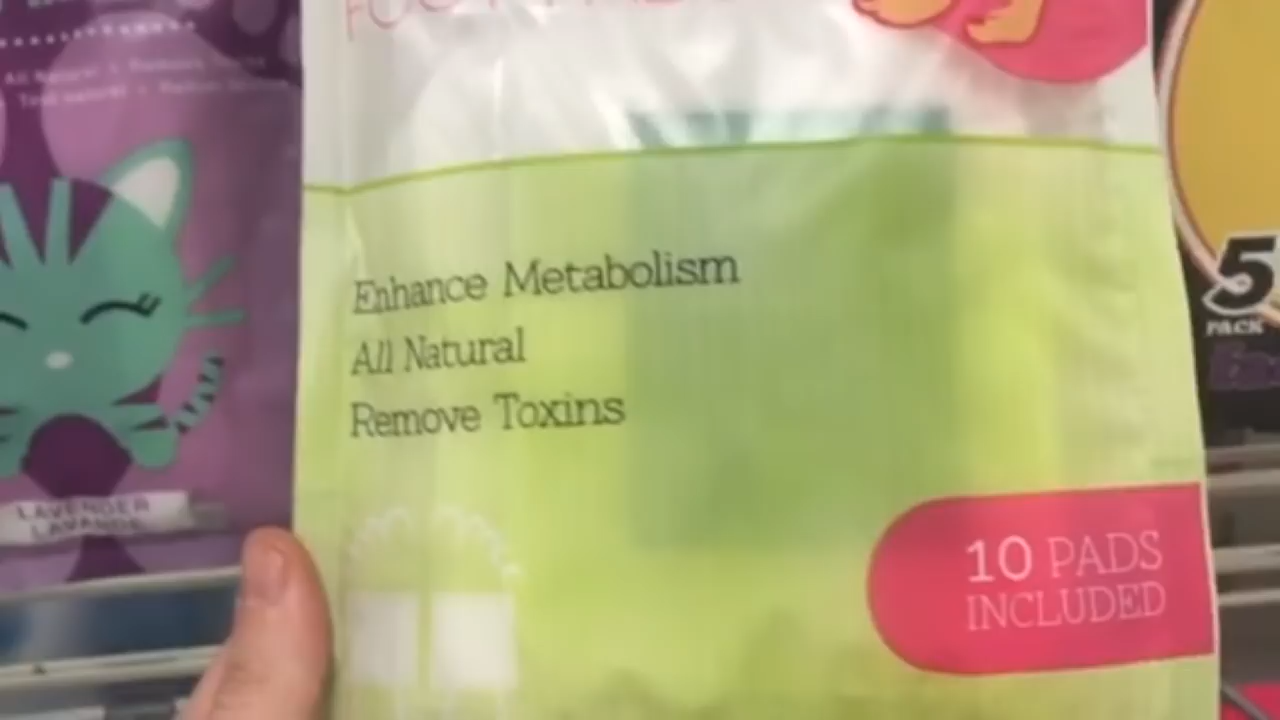 Enhance Metabolism
All Natural
Remove Toxins
10 PADS
INCLUDED
LAVENDER
LAVANDE
5
PACK